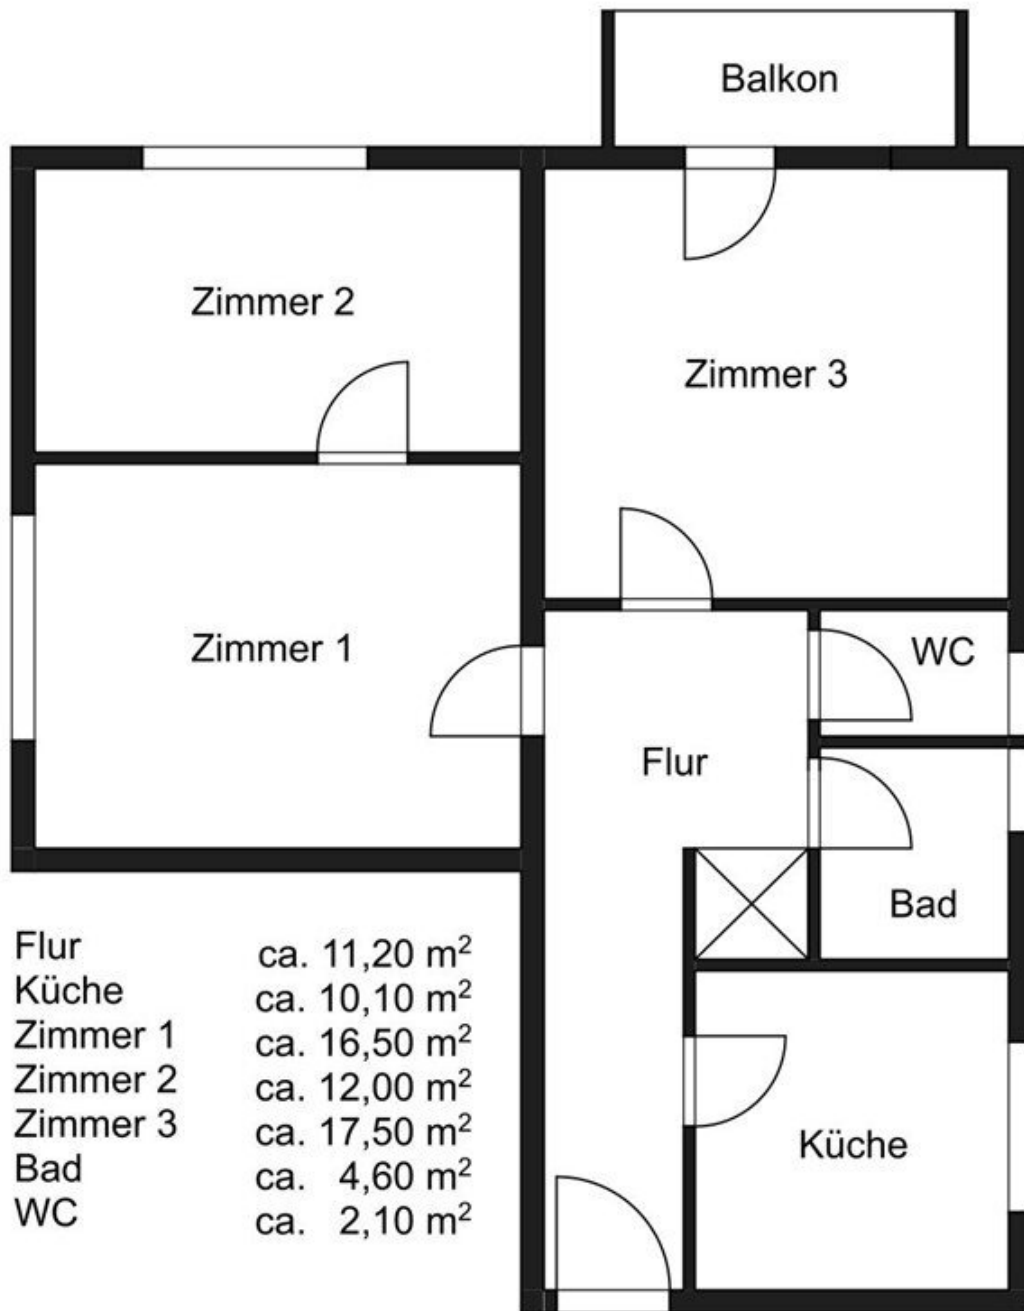 Balkon
Zimmer 2
Zimmer 3
Zimmer 1
WC
Flur
Bad
Küche
Flur ca. 11,20 m²
Küche ca. 10,10 m²
Zimmer 1 ca. 16,50 m²
Zimmer 2 ca. 12,00 m²
Zimmer 3 ca. 17,50 m²
Bad ca. 4,60 m²
WC ca. 2,10 m²